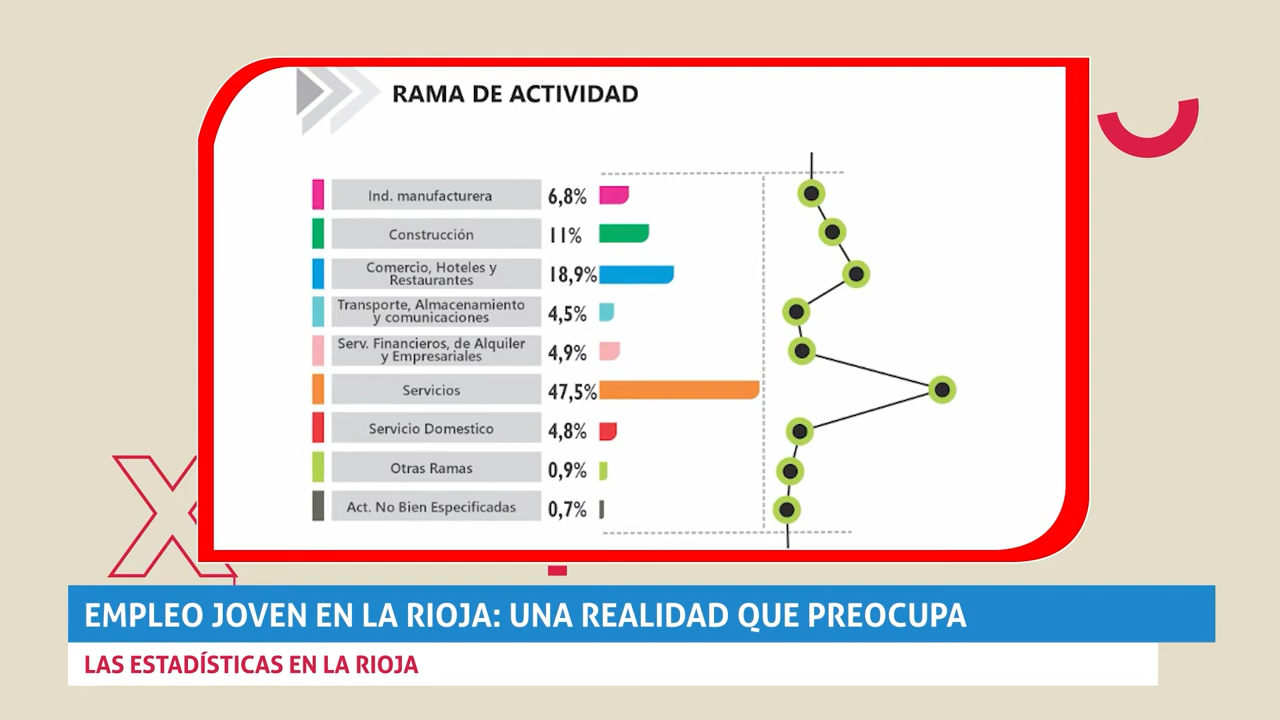 RAMA DE ACTIVIDAD
Ind. manufacturera 6,8%
Construcción 11%
Comercio, Hoteles y
Restaurantes 18,9%
Transporte, Almacenamiento
y comunicaciones 4,5%
Serv. Financieros, de Alquiler
y Empresariales 4,9%
Servicios 47,5%
Servicio Domestico 4,8%
Otras Ramas 0,9%
Act. No Bien Especificadas 0,7%
EMPLEO JOVEN EN LA RIOJA: UNA REALIDAD QUE PREOCUPA
LAS ESTADÍSTICAS EN LA RIOJA